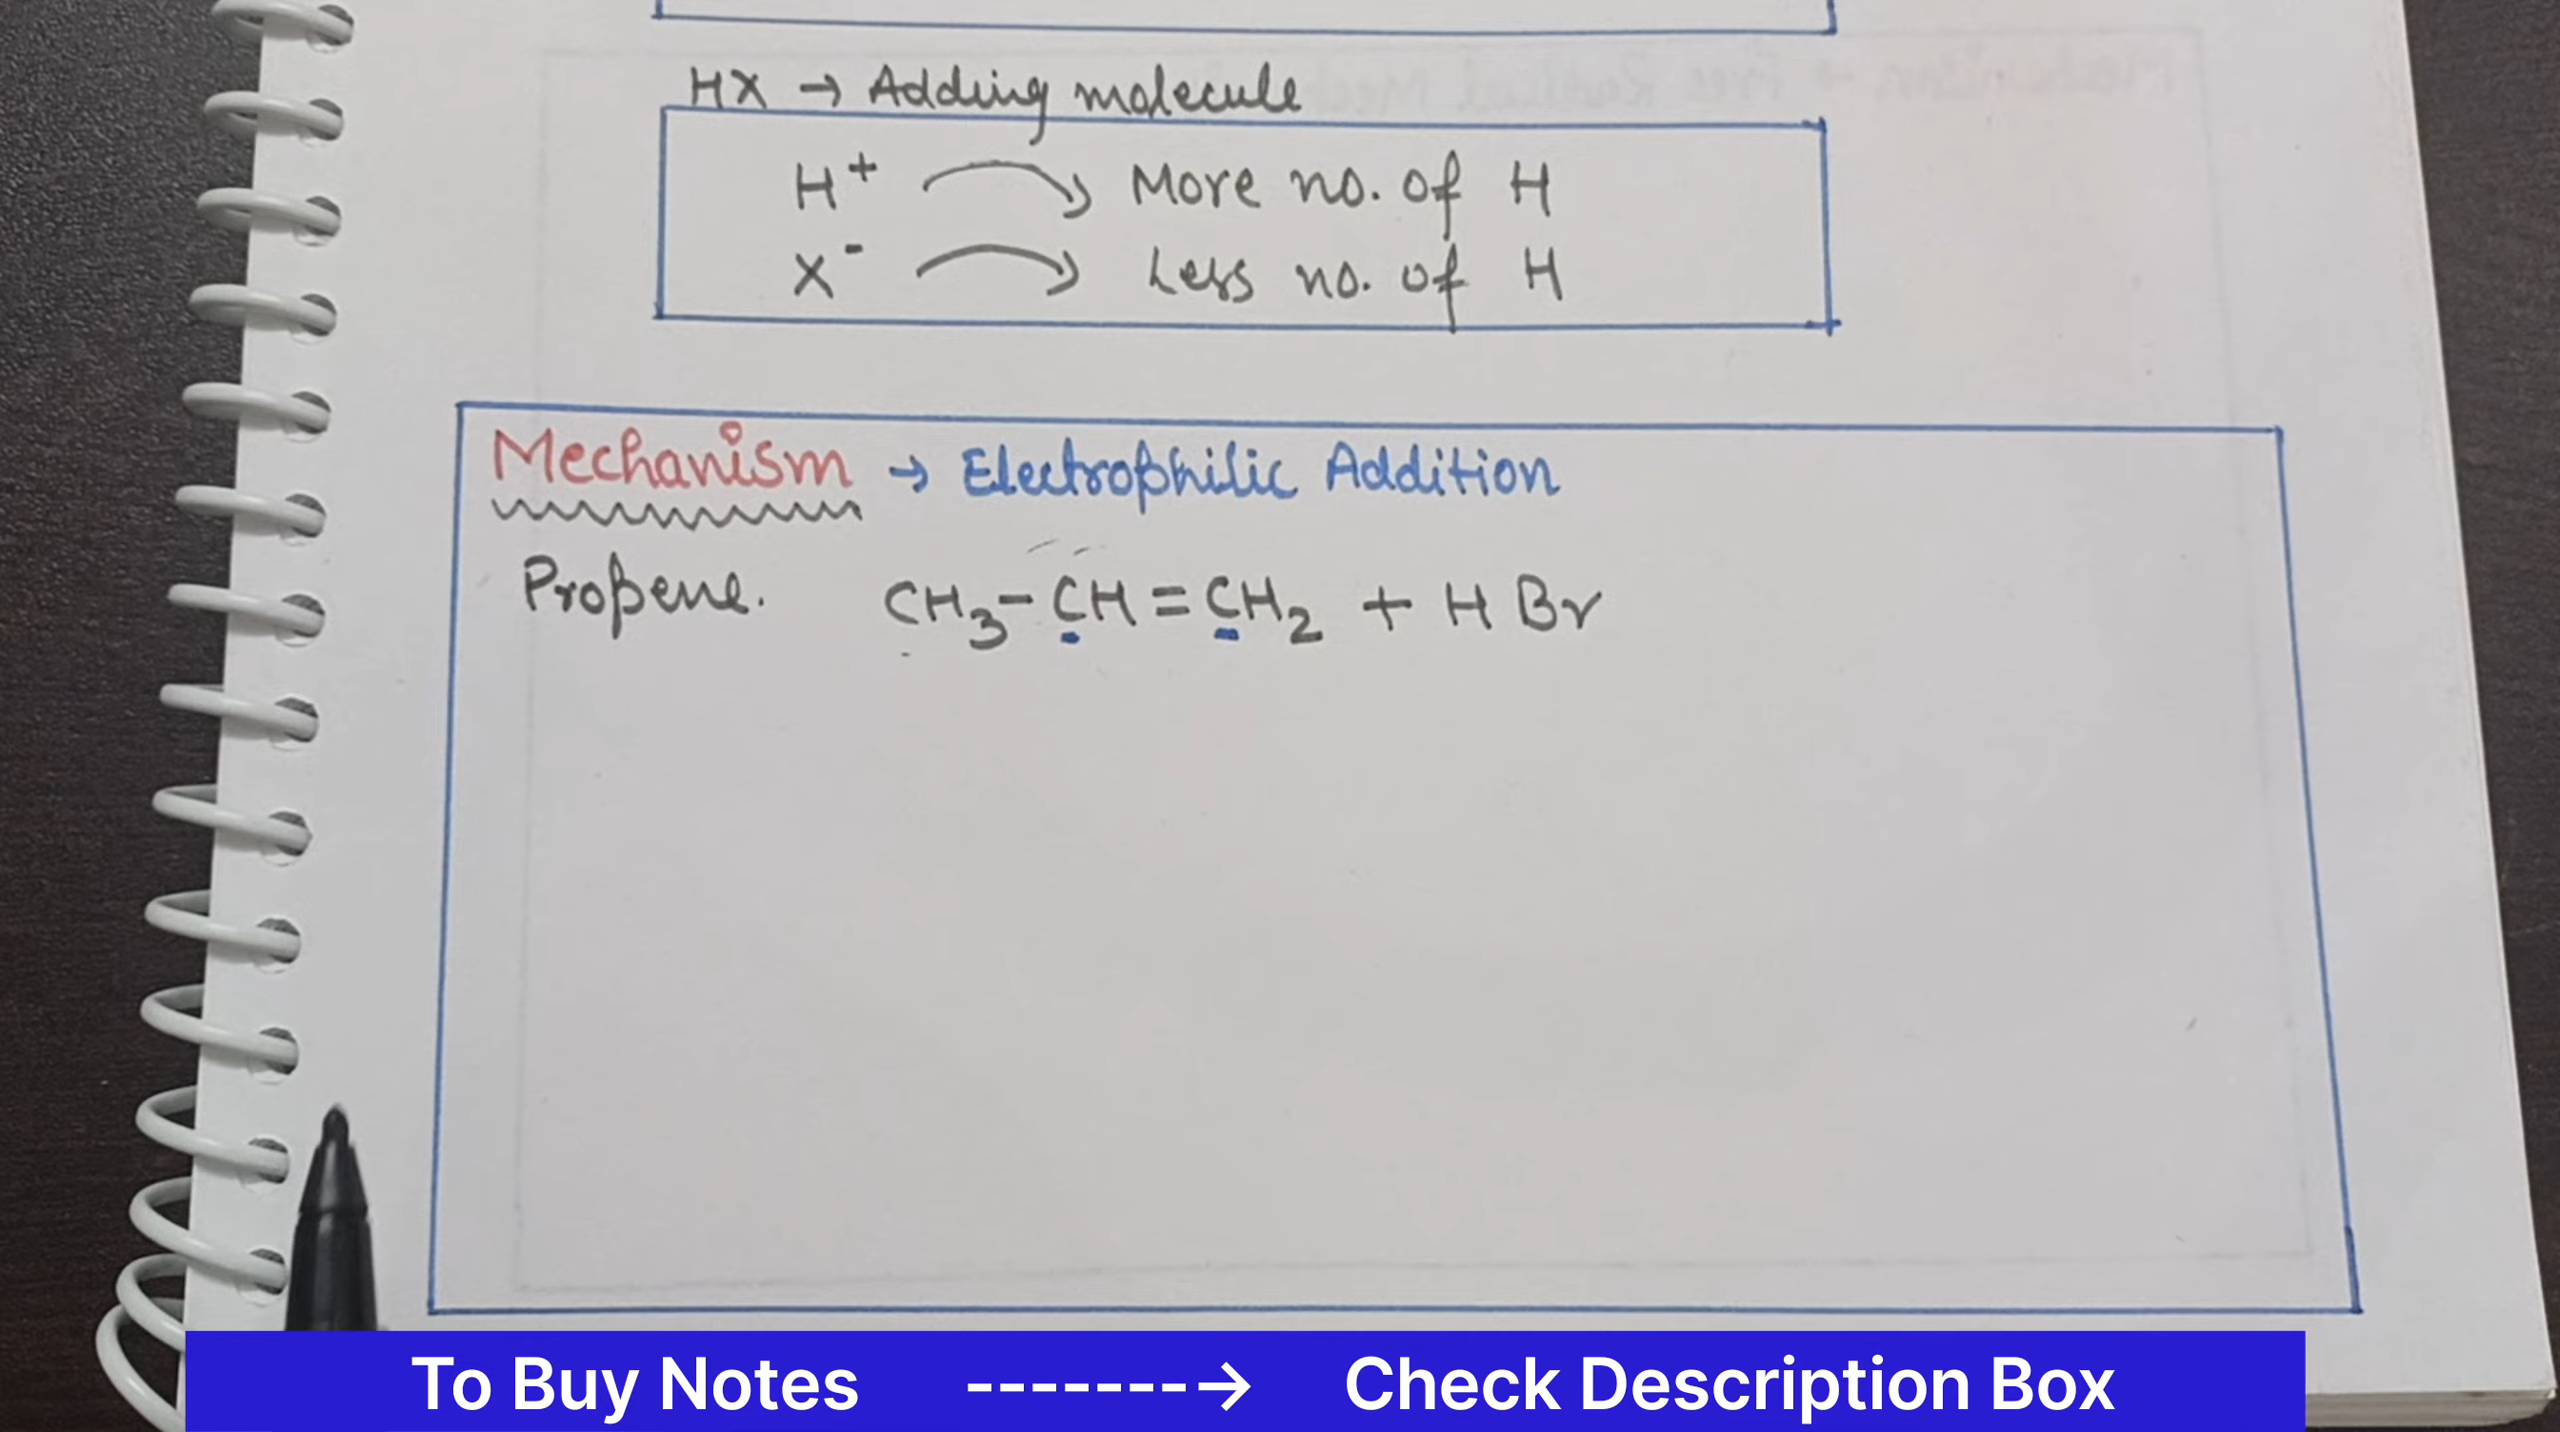 HX → Adding molecule
H⁺ → More no. of H
X⁻ → Less no. of H
Mechanism → Electrophilic Addition
Propene. CH₃-CH=CH₂ + H Br
To Buy Notes -------→ Check Description Box